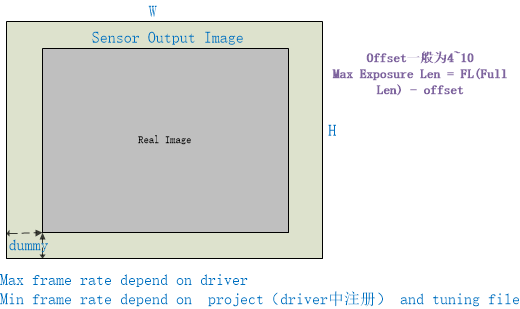 W
Sensor Output Image
Offset一般为4~10
Max Exposure Len = FL(Full
Len) - offset
H
Real Image
dummy
Max frame rate depend on driver
Min frame rate depend on project（driver中注册） and tuning file